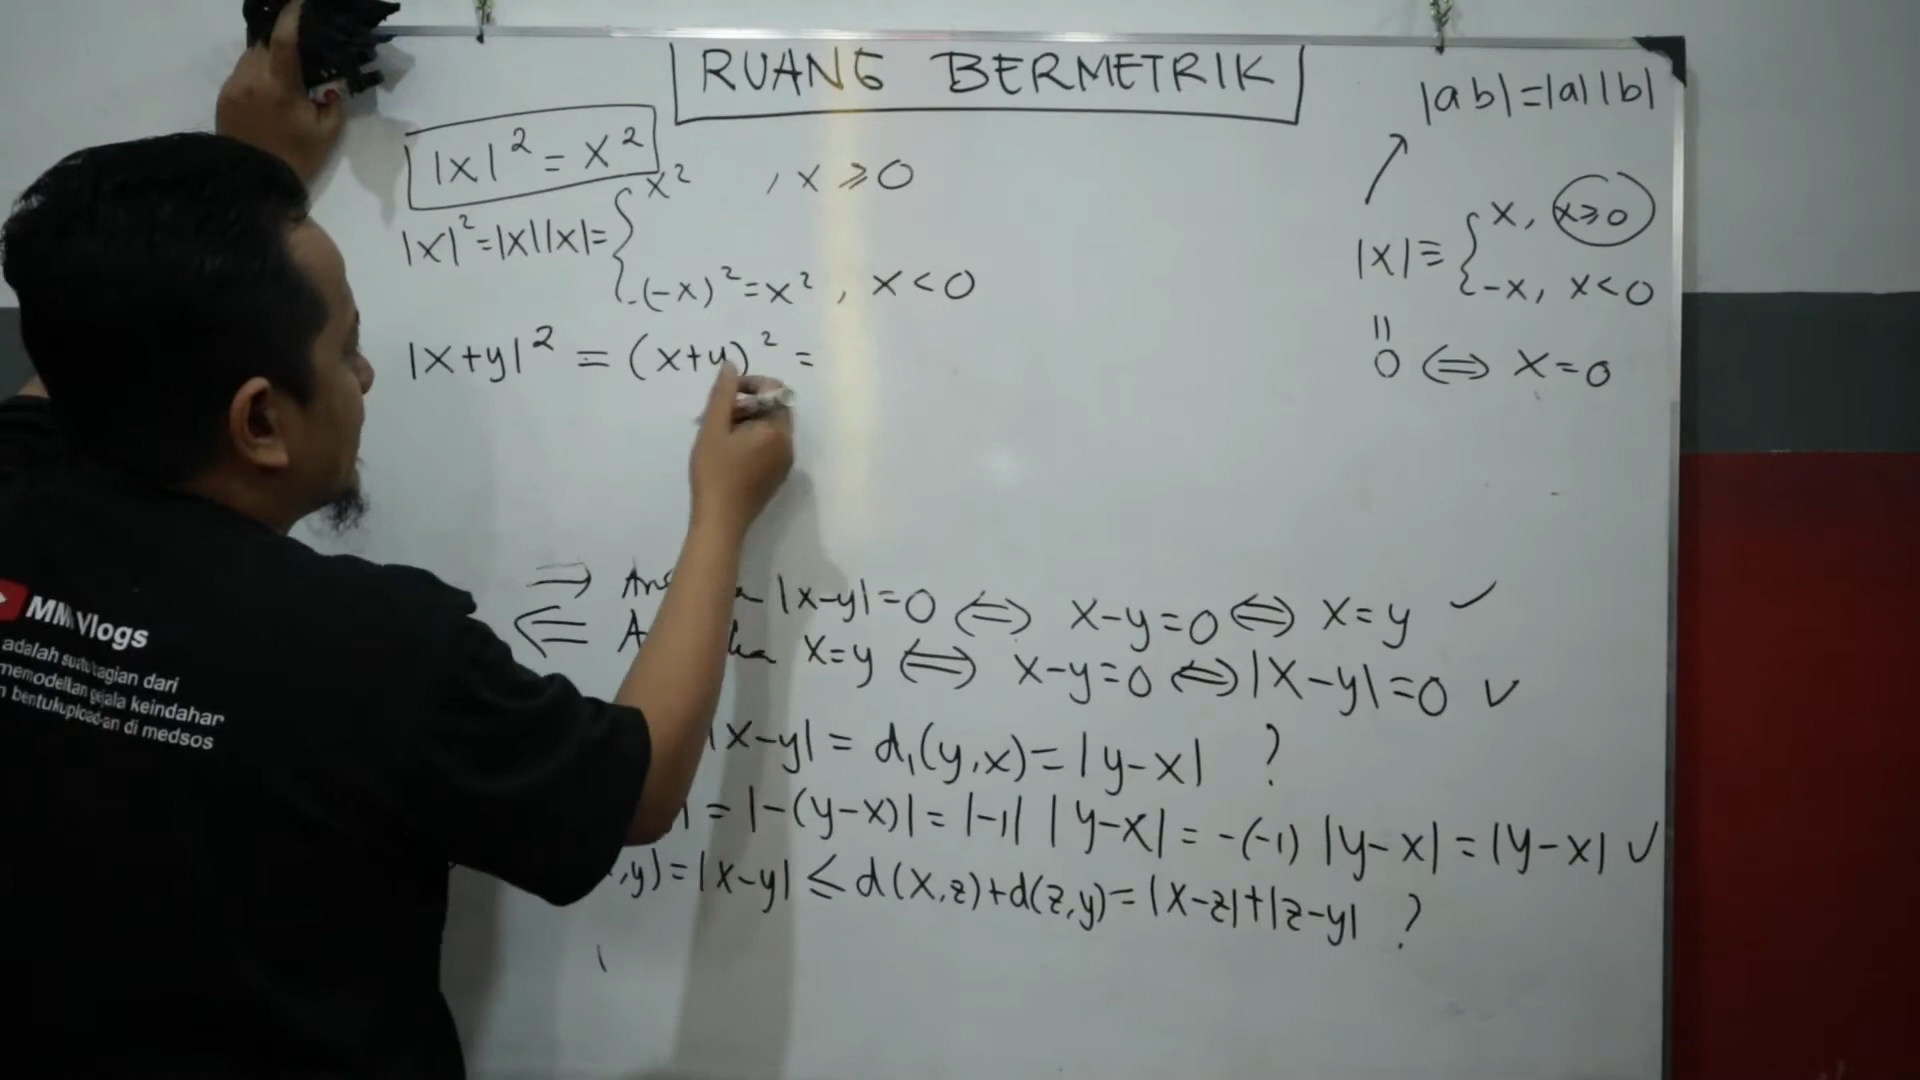 RUANG BERMETRIK
|ab|=|a||b|
|x|²=x²
|x|²=|x||x|={x², x≥0
(-x)²=x², x<0
|x|≡{x, x≥0
-x, x<0
||
0 ⟺ x=0
|x+y|²=(x+y)²=
⇒ |x-y|=0 ⟺ x-y=0 ⟺ x=y ✓
⇐ x=y ⟺ x-y=0 ⟺ |x-y|=0 ✓
|x-y|=d₁(y,x)=|y-x| ?
|=|-(y-x)|=|-1| |y-x|=-(-1)|y-x|=|y-x| ✓
,y)=|x-y|≤d(x,z)+d(z,y)=|x-z|+|z-y| ?
MM Vlogs
adalah suatu bagian dari
memodelkan gejala keindahan
bentuk upload-an di medsos